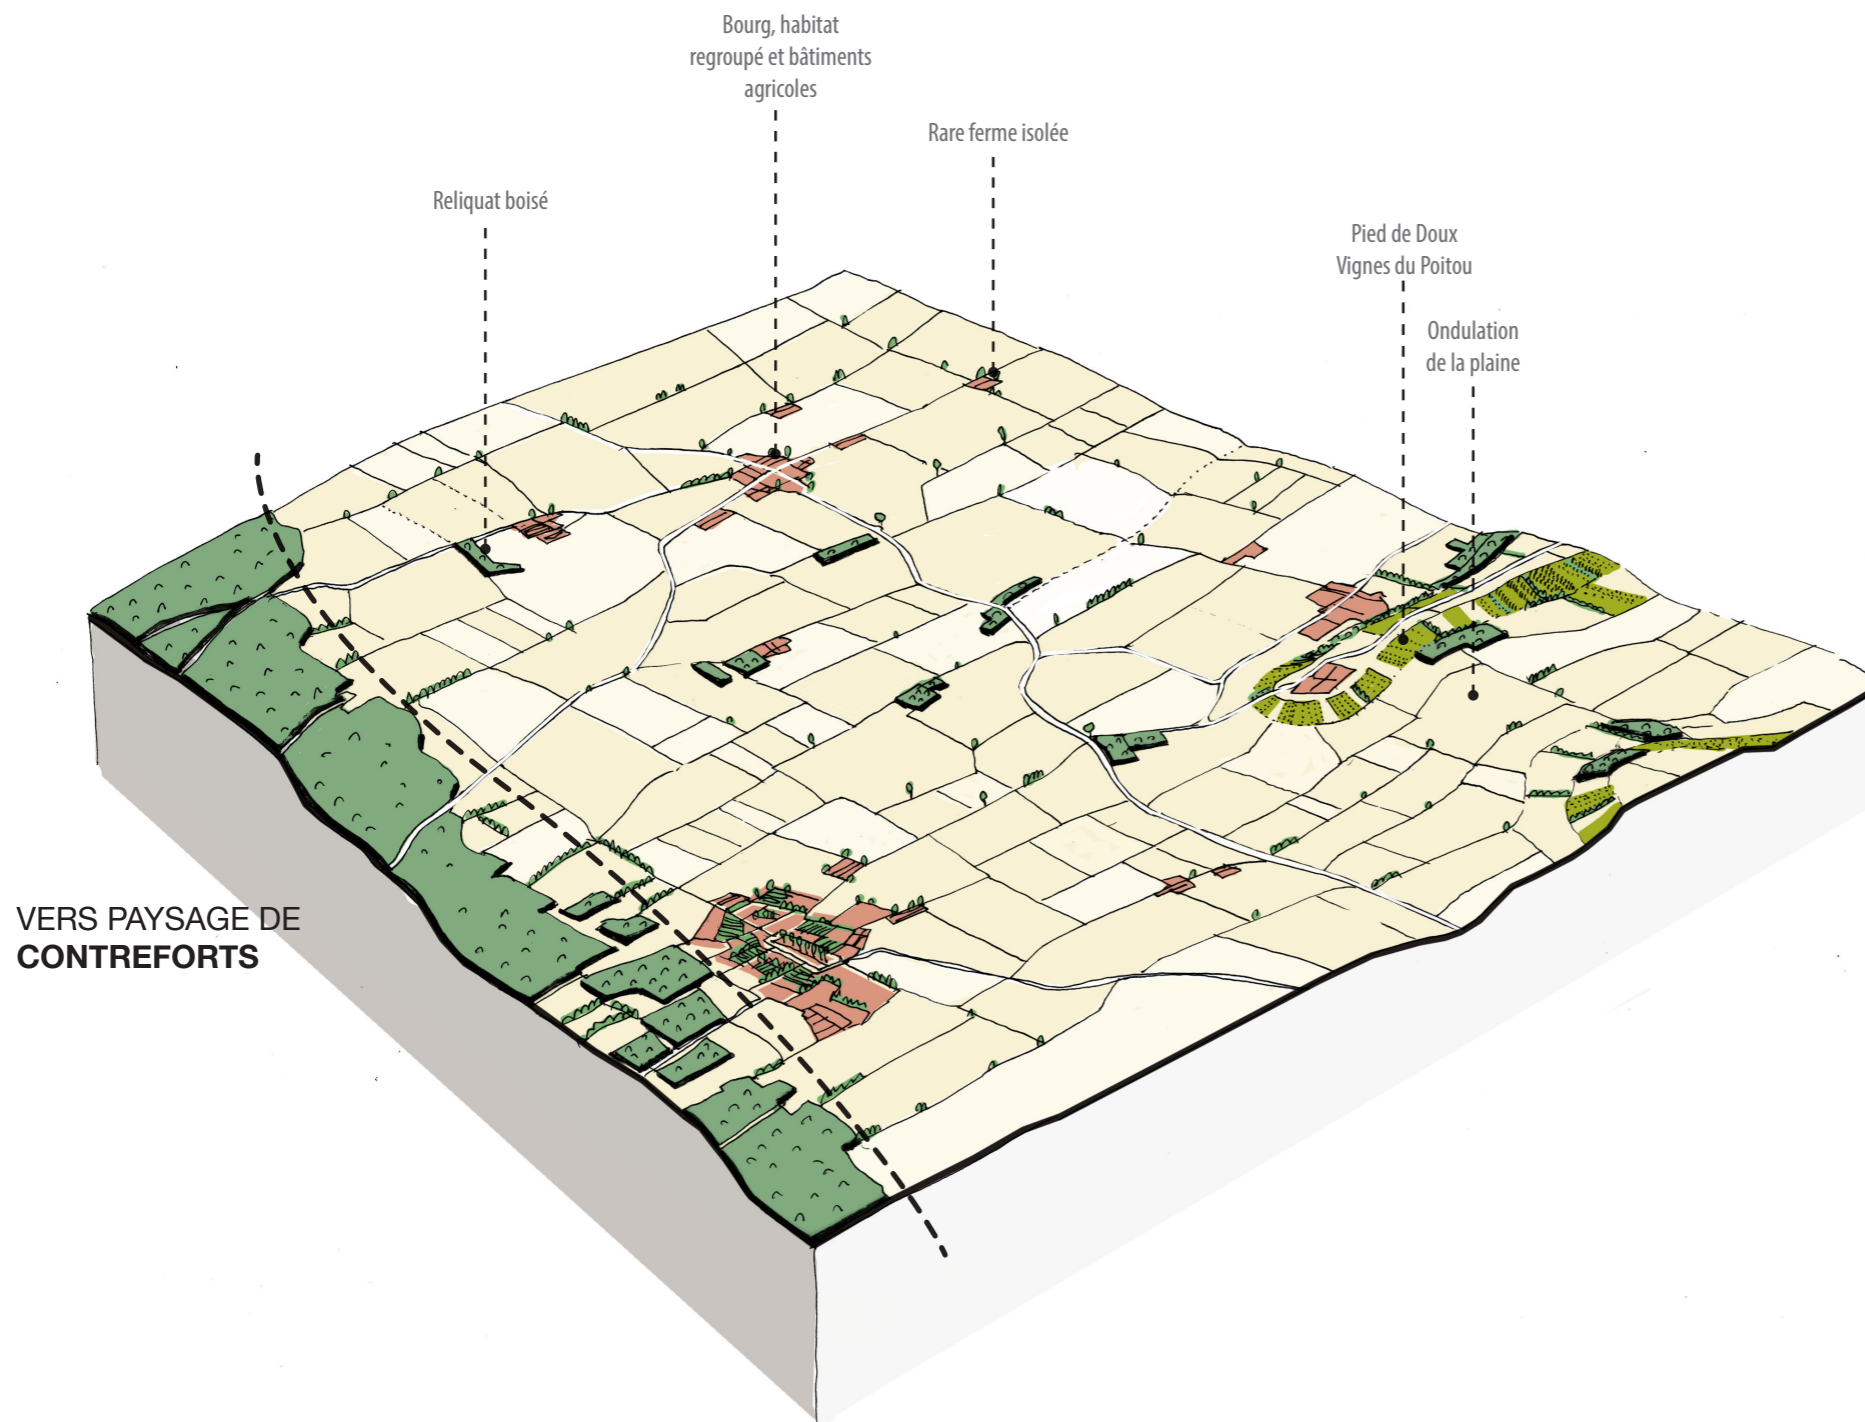 Bourg, habitat
regroupé et bâtiments
agricoles
Rare ferme isolée
Reliquat boisé
Pied de Doux
Vignes du Poitou
Ondulation
de la plaine
VERS PAYSAGE DE
CONTREFORTS